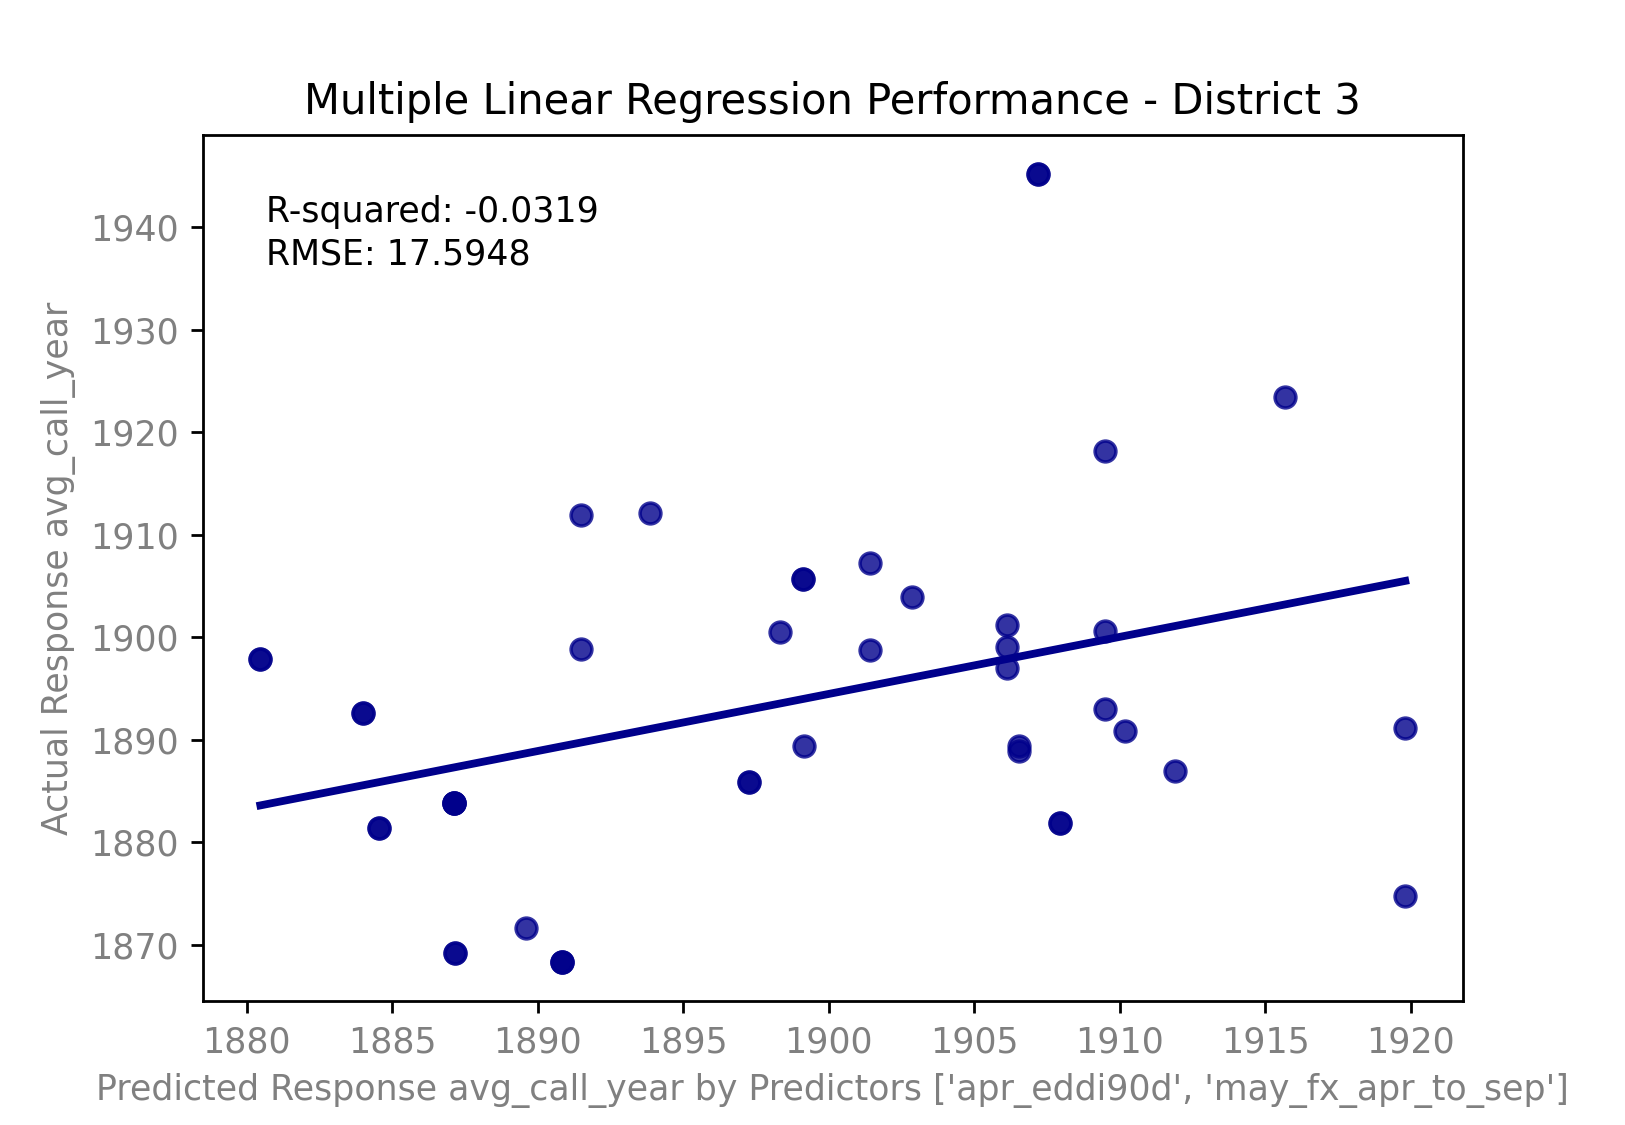 Multiple Linear Regression Performance - District 3
R-squared: -0.0319
RMSE: 17.5948
Actual Response avg_call_year
1940
1930
1920
1910
1900
1890
1880
1870
1880 1885 1890 1895 1900 1905 1910 1915 1920
Predicted Response avg_call_year by Predictors ['apr_eddi90d', 'may_fx_apr_to_sep']